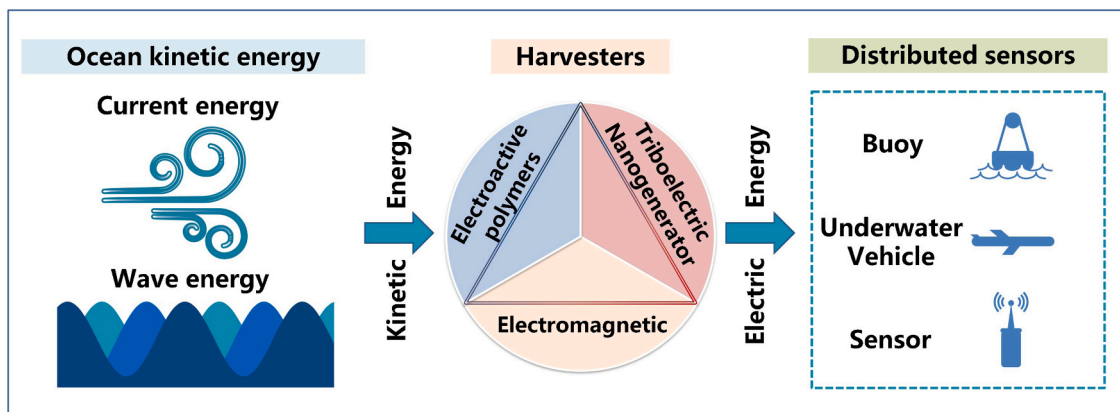 Ocean kinetic energy
Current energy
Wave energy
Kinetic Energy
Harvesters
Electroactive
polymers
Triboelectric
Nanogenerator
Electromagnetic
Electric Energy
Distributed sensors
Buoy
Underwater
Vehicle
Sensor